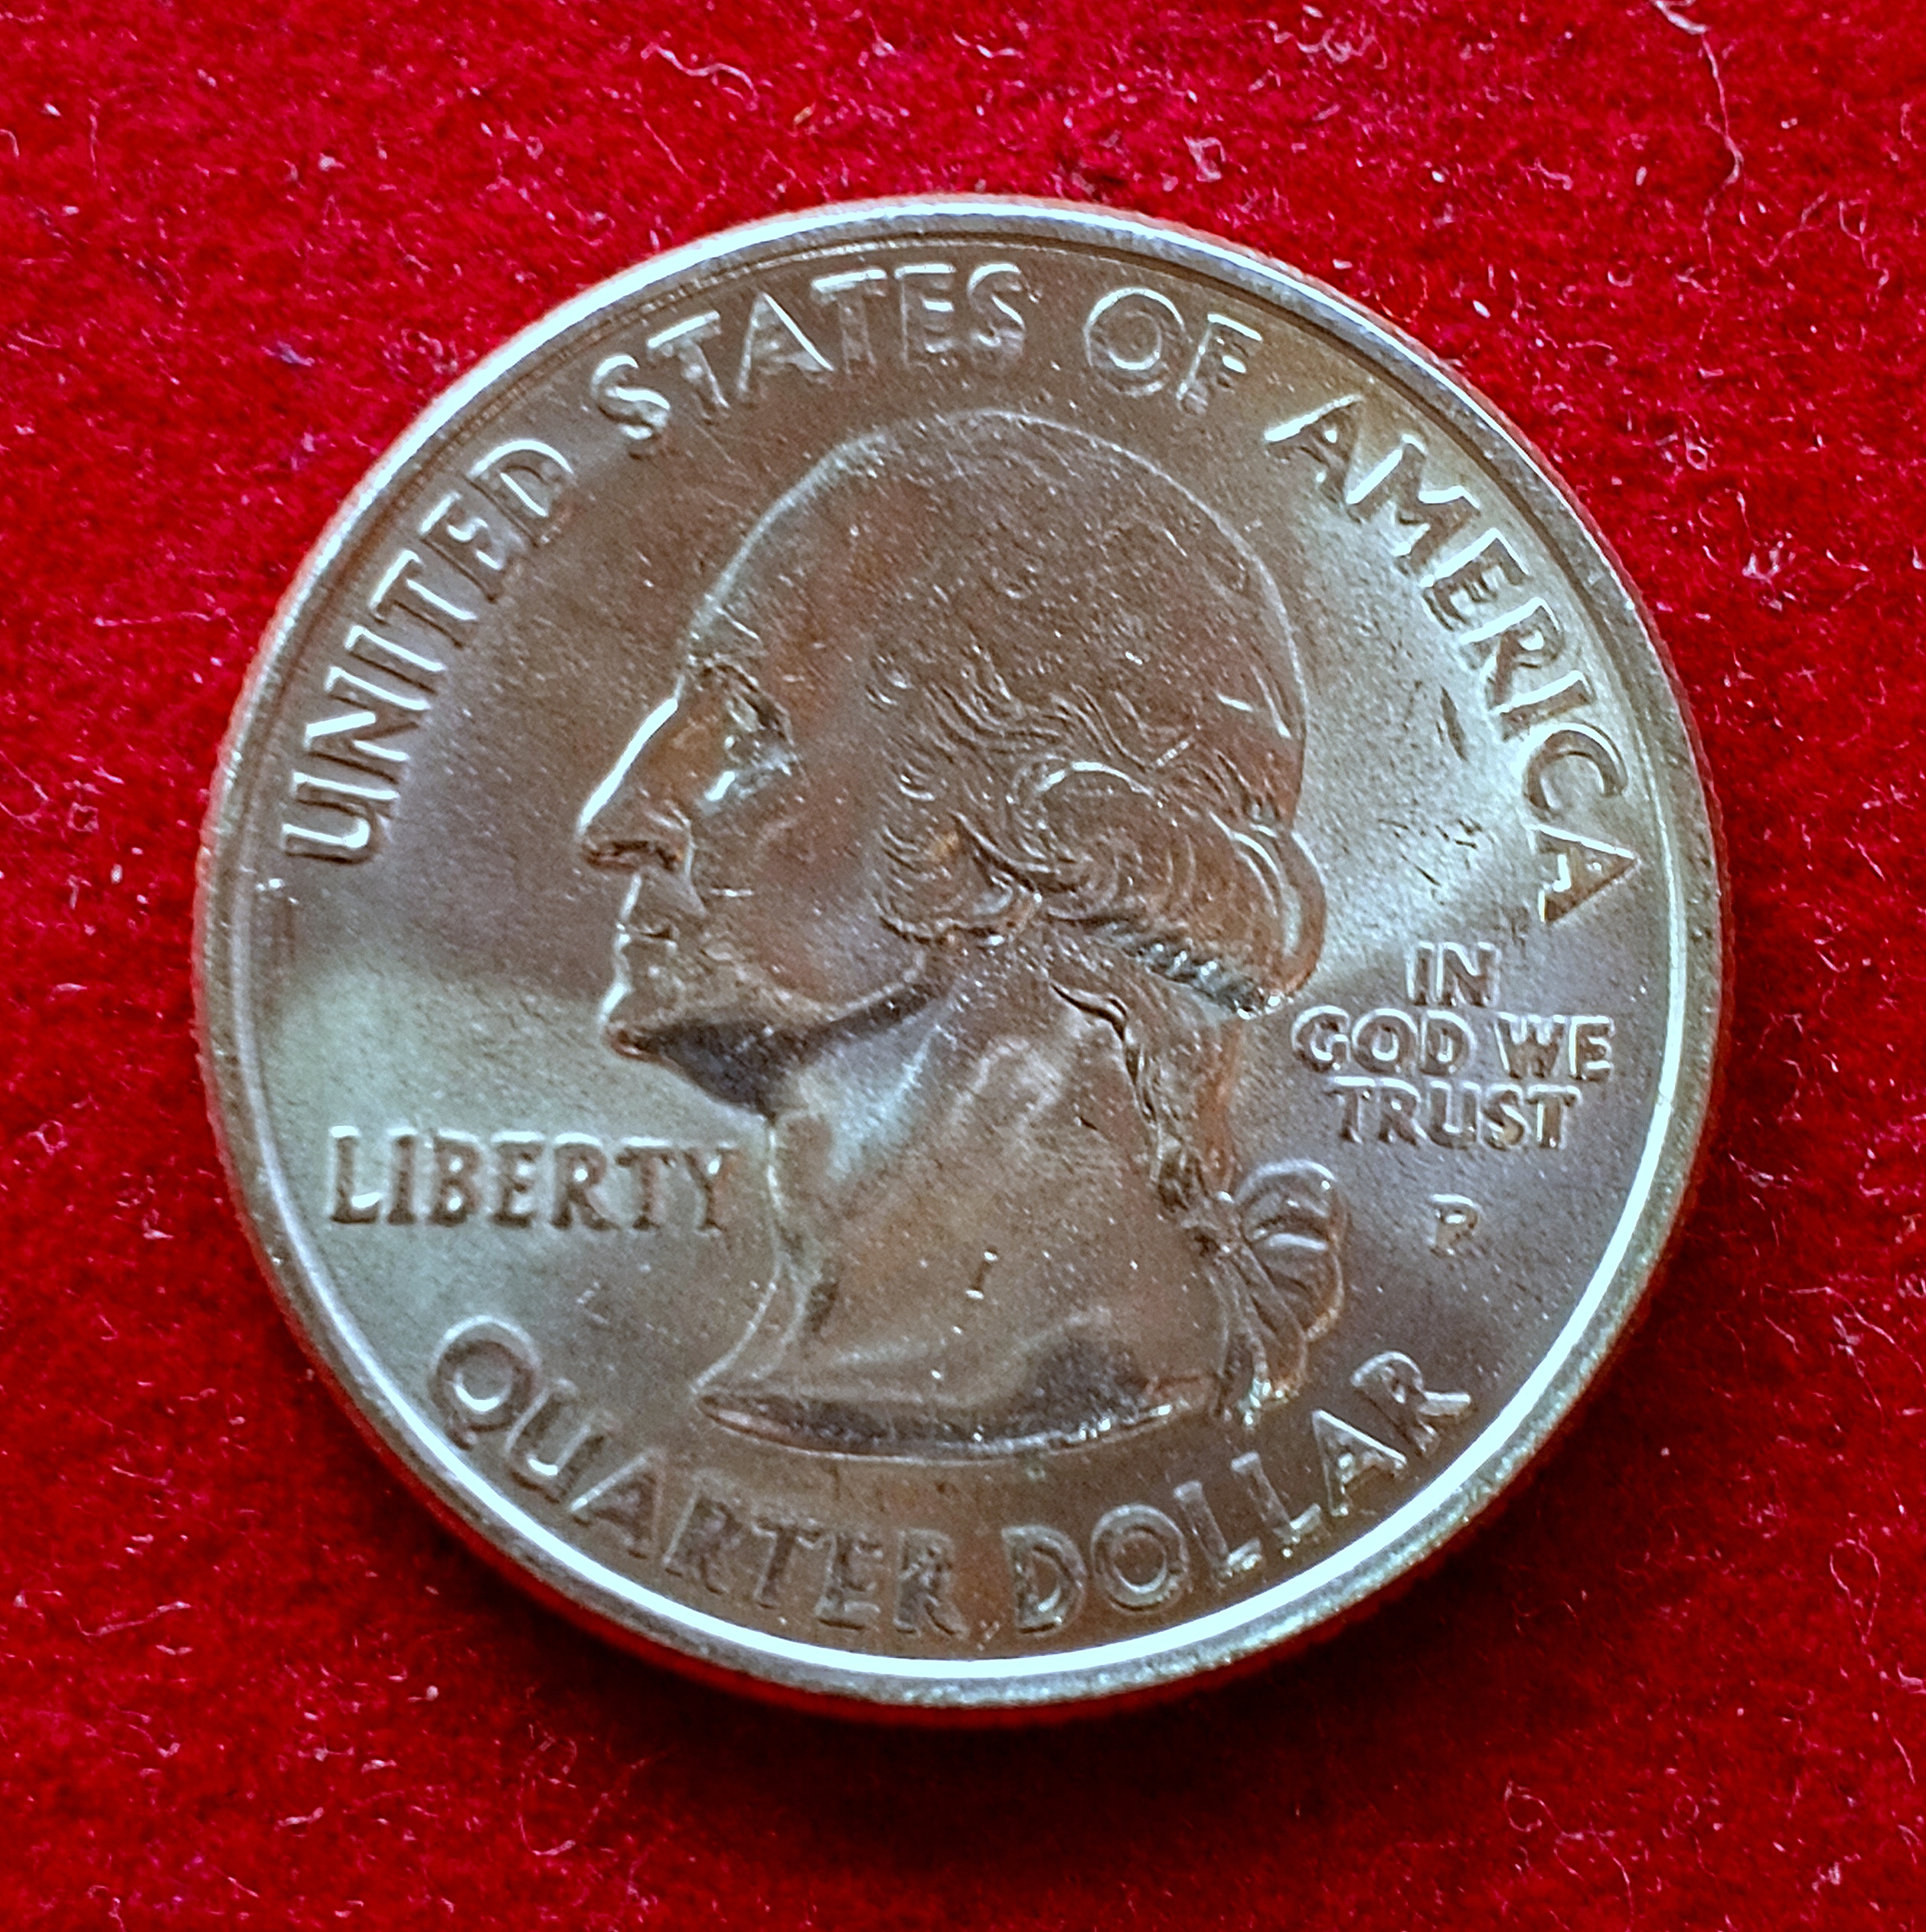 UNITED STATES OF AMERICA
LIBERTY
IN
GOD WE
TRUST
P
QUARTER DOLLAR